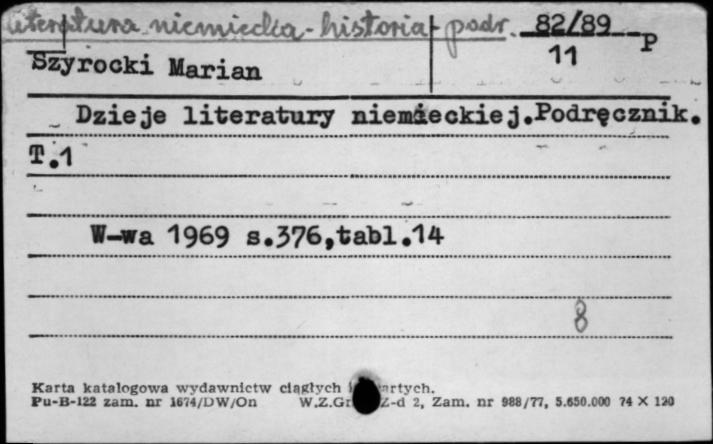 literatura niemiecka - historia - podr. 82/89 P
11
Szyrocki Marian
Dzieje literatury niemieckiej.Podręcznik.
T.1
W-wa 1969 s.376,tabl.14
8
Karta katalogowa wydawnictw ciągłych
Pu-B-122 zam. nr 1674/DW/On W.Z.Gr Z-d 2, Zam. nr 988/77, 5.650.000 74 X 120